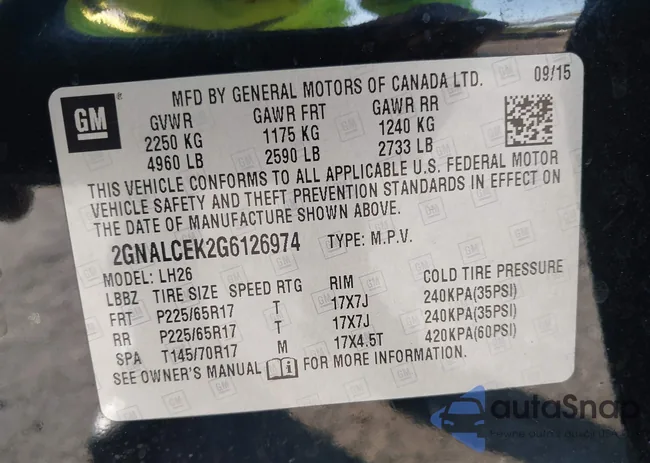 MFD BY GENERAL MOTORS OF CANADA LTD. 09/15
GM
GVWR GAWR FRT GAWR RR
2250 KG 1175 KG 1240 KG
4960 LB 2590 LB 2733 LB
THIS VEHICLE CONFORMS TO ALL APPLICABLE U.S. FEDERAL MOTOR
VEHICLE SAFETY AND THEFT PREVENTION STANDARDS IN EFFECT ON
THE DATE OF MANUFACTURE SHOWN ABOVE.
2GNALCEK2G6126974 TYPE: M.P.V.
MODEL: LH26
LBBZ TIRE SIZE SPEED RTG RIM COLD TIRE PRESSURE
FRT P225/65R17 T 17X7J 240KPA(35PSI)
RR P225/65R17 T 17X7J 240KPA(35PSI)
SPA T145/70R17 M 17X4.5T 420KPA(60PSI)
SEE OWNER'S MANUAL FOR MORE INFORMATION.
autaSnap